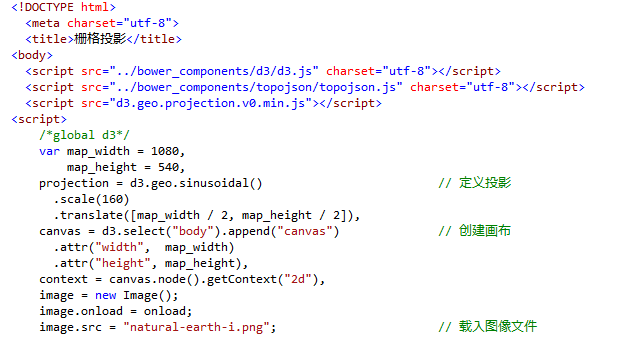 <!DOCTYPE html>
  <meta charset="utf-8">
  <title>栅格投影</title>
<body>
  <script src="../bower_components/d3/d3.js" charset="utf-8"></script>
  <script src="../bower_components/topojson/topojson.js" charset="utf-8"></script>
  <script src="d3.geo.projection.v0.min.js"></script>
<script>
    /*global d3*/
    var map_width = 1080,
        map_height = 540,
    projection = d3.geo.sinusoidal()                        // 定义投影
      .scale(160)
      .translate([map_width / 2, map_height / 2]),
    canvas = d3.select("body").append("canvas")             // 创建画布
      .attr("width",  map_width)
      .attr("height", map_height),
    context = canvas.node().getContext("2d"),
    image = new Image();
    image.onload = onload;
    image.src = "natural-earth-i.png";                      // 载入图像文件